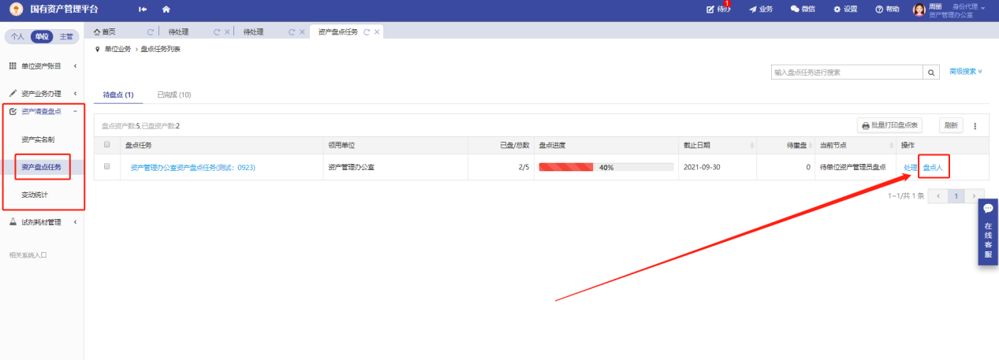 国有资产管理平台
待办 1 业务 微信 设置 帮助 周丽 身份代理
资产管理办公室
个人 单位 主管
首页 待处理 待处理 资产盘点任务
单位业务 › 盘点任务列表
单位资产账目
资产业务办理
资产清查盘点
资产实名制
资产盘点任务
变动统计
试剂耗材管理
相关系统入口
输入盘点任务进行搜索 高级搜索
待盘点 (1) 已完成 (10)
盘点资产数:5,已盘资产数:2 批量打印盘点表 刷新
盘点任务 领用单位 已盘/总数 盘点进度 截止日期 待重盘 当前节点 操作
资产管理办公室资产盘点任务(测试：0923) 资产管理办公室 2/5 40% 2021-09-30 0 待单位资产管理员盘点 处理 盘点人
1~1/共 1 条 ‹ 1 ›
在线客服